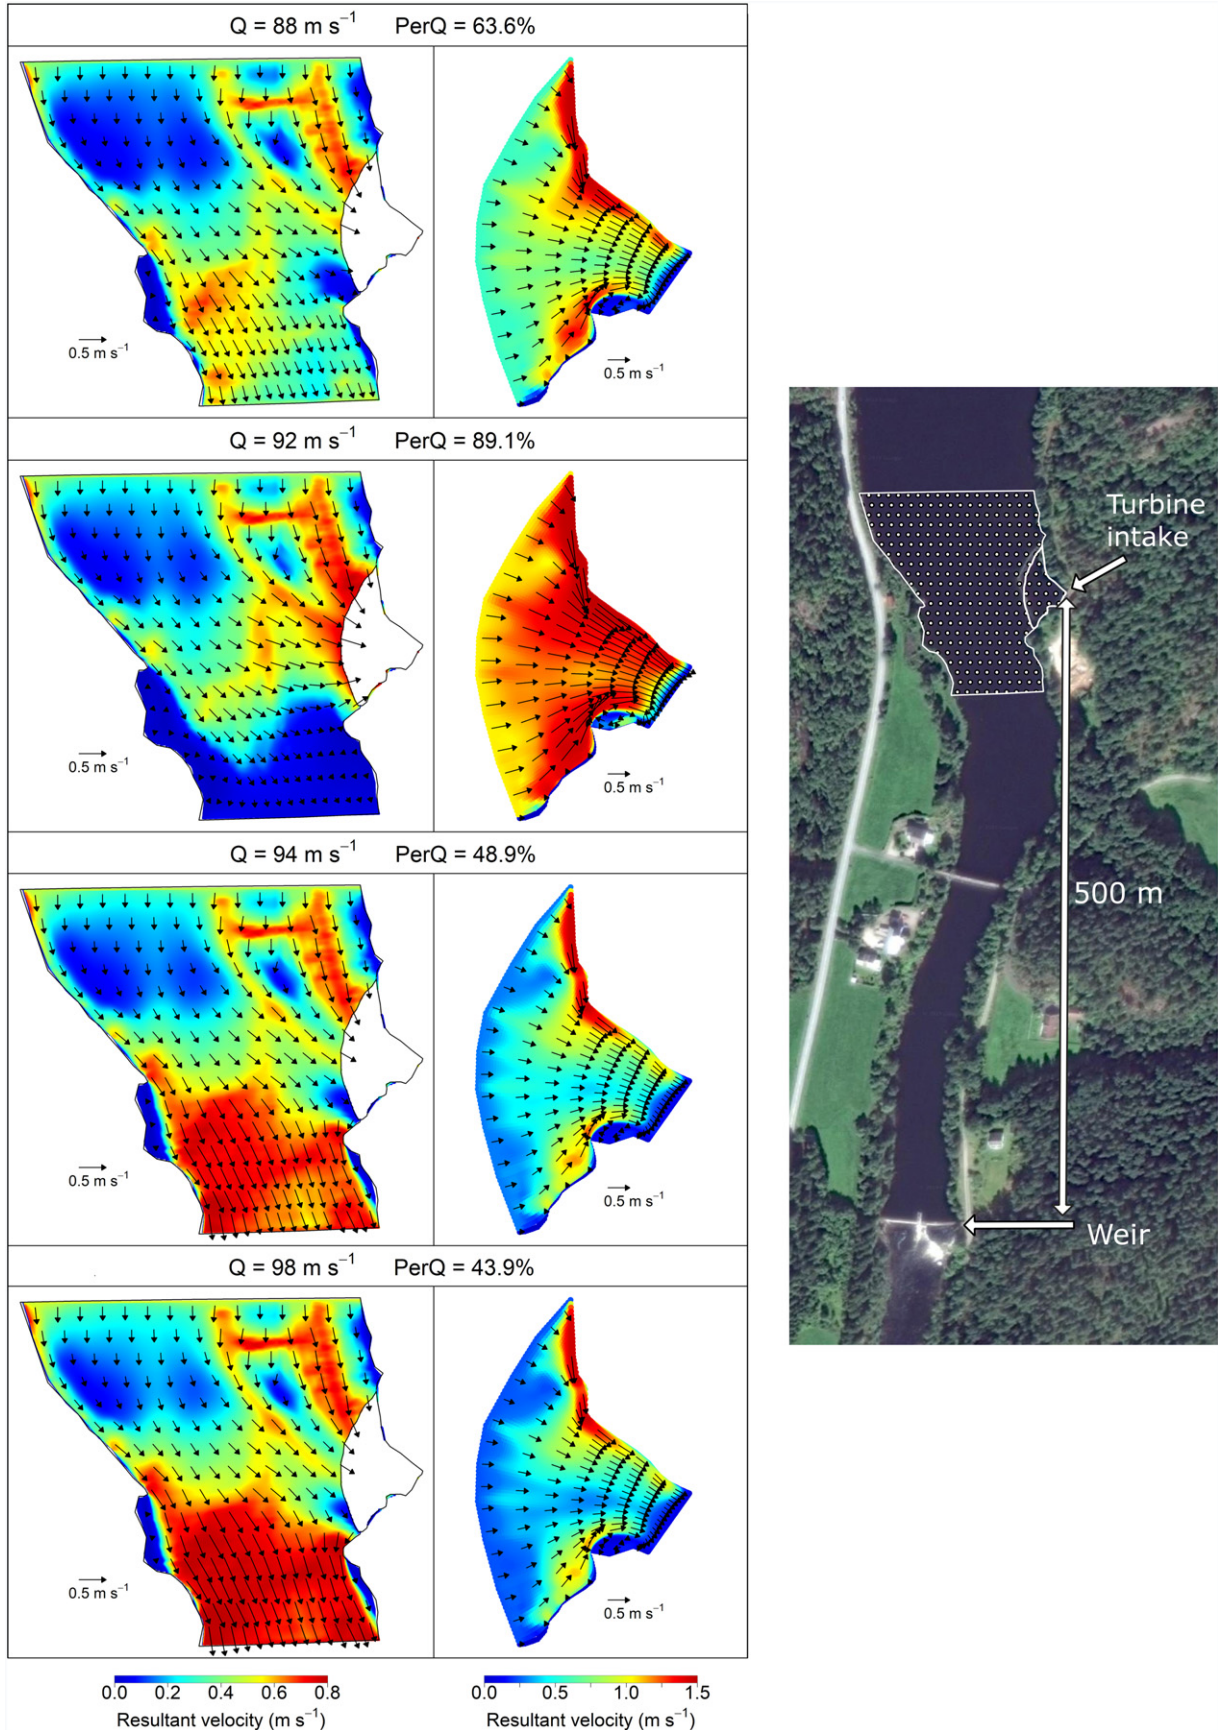 Q = 88 m s⁻¹ PerQ = 63.6%
0.5 m s⁻¹
0.5 m s⁻¹
Q = 92 m s⁻¹ PerQ = 89.1%
0.5 m s⁻¹
0.5 m s⁻¹
Q = 94 m s⁻¹ PerQ = 48.9%
0.5 m s⁻¹
0.5 m s⁻¹
Q = 98 m s⁻¹ PerQ = 43.9%
0.5 m s⁻¹
0.5 m s⁻¹
0.0 0.2 0.4 0.6 0.8
Resultant velocity (m s⁻¹)
0.0 0.5 1.0 1.5
Resultant velocity (m s⁻¹)
Turbine
intake
500 m
Weir